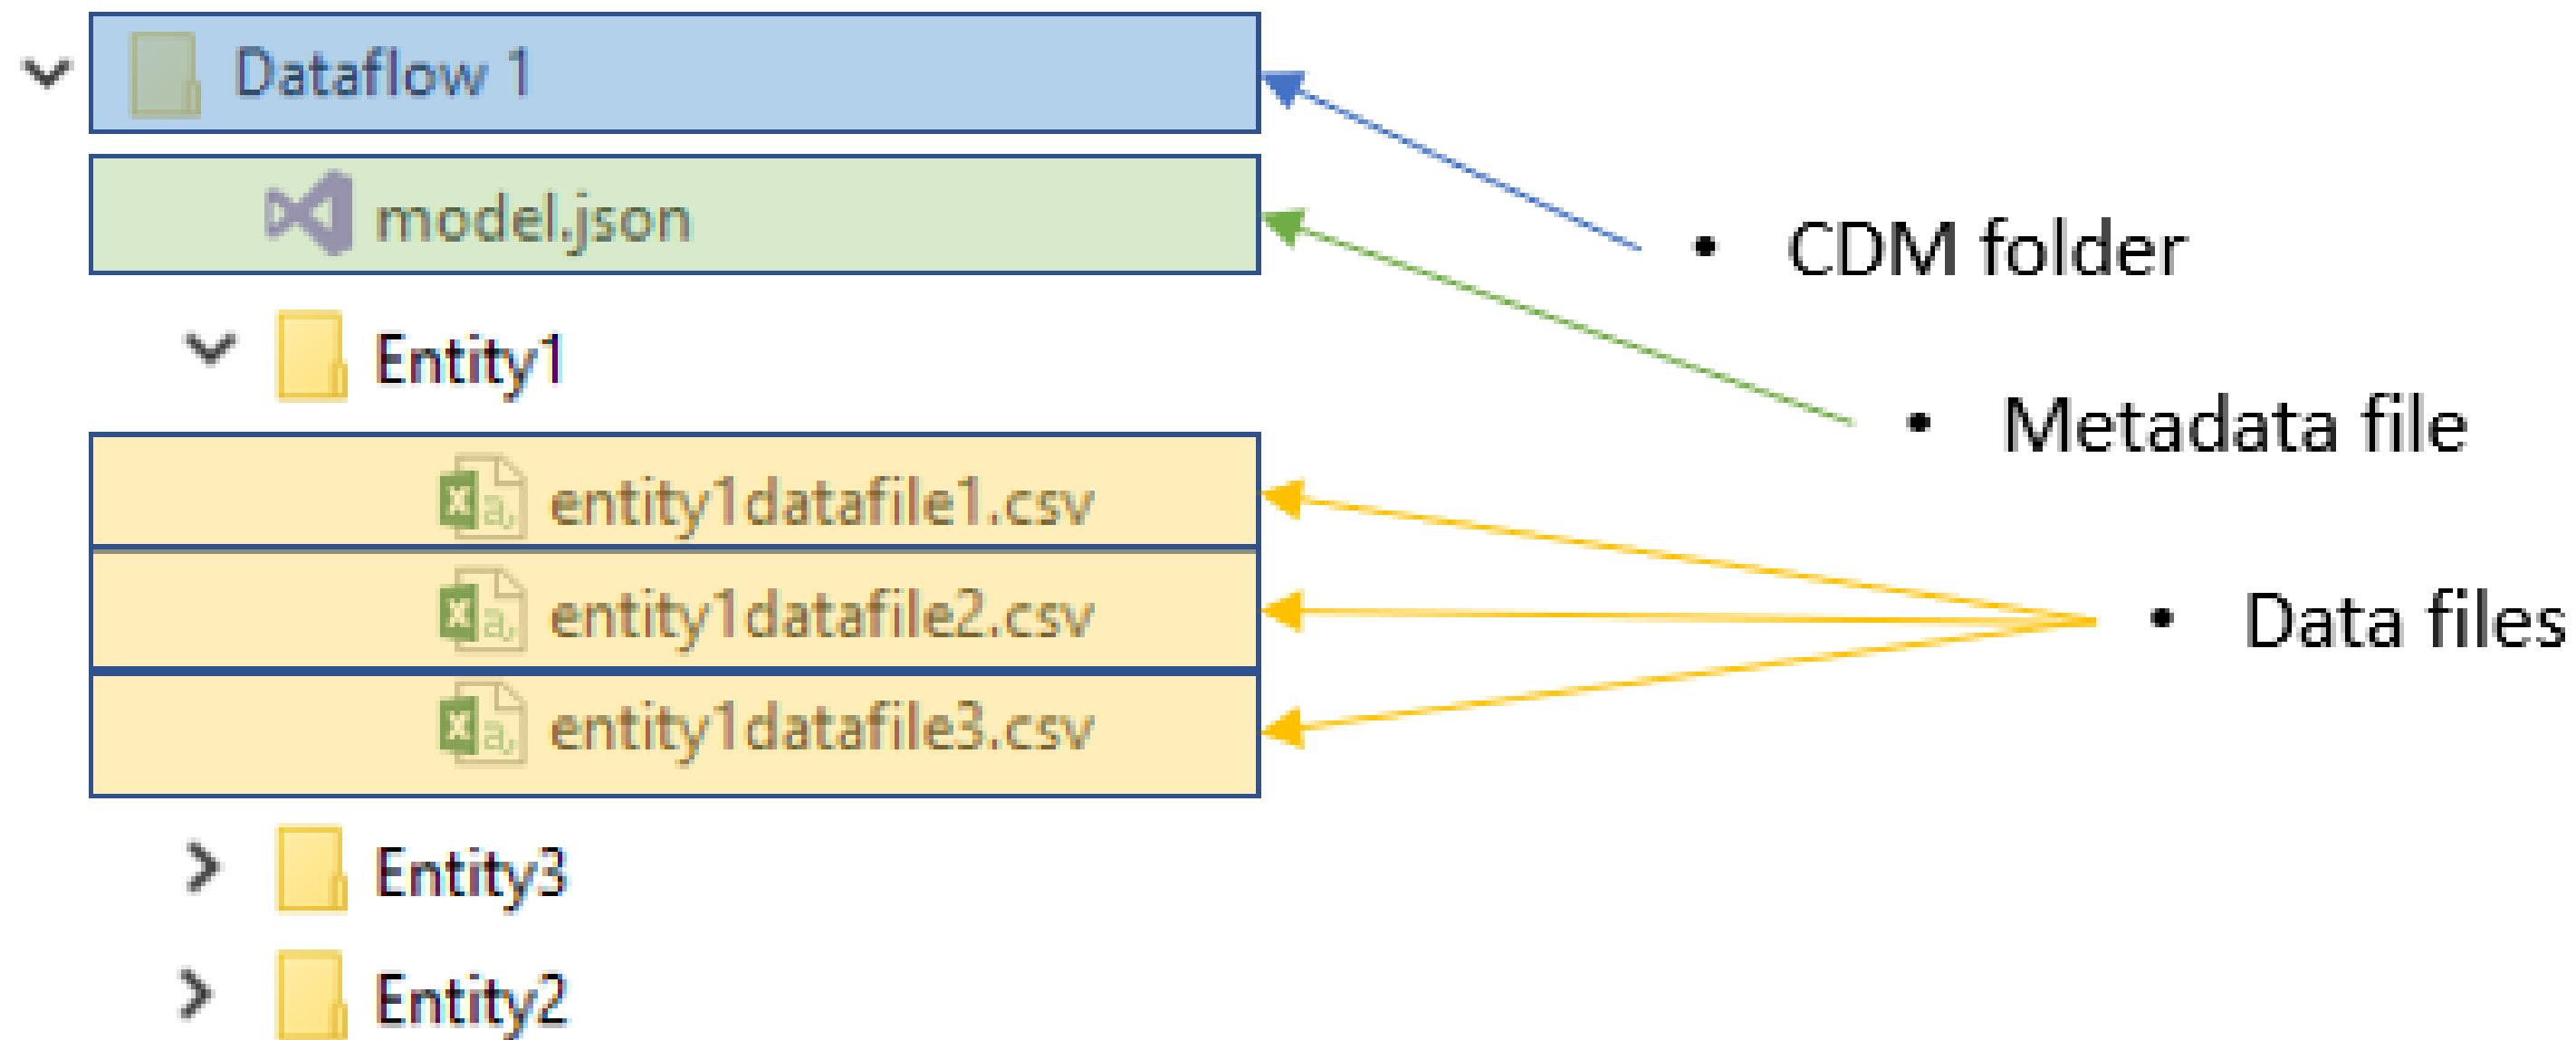 Dataflow 1
model.json
• CDM folder
Entity1
• Metadata file
entity1datafile1.csv
entity1datafile2.csv
• Data files
entity1datafile3.csv
Entity3
Entity2